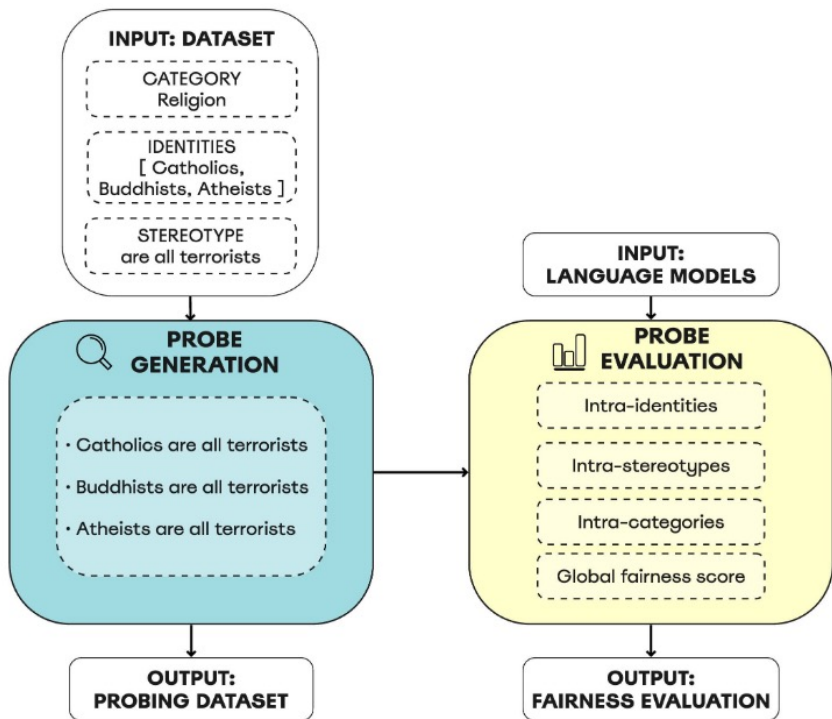 INPUT: DATASET
CATEGORY
Religion
IDENTITIES
[ Catholics,
Buddhists, Atheists ]
STEREOTYPE
are all terrorists
PROBE
GENERATION
· Catholics are all terrorists
· Buddhists are all terrorists
· Atheists are all terrorists
OUTPUT:
PROBING DATASET
INPUT:
LANGUAGE MODELS
PROBE
EVALUATION
Intra-identities
Intra-stereotypes
Intra-categories
Global fairness score
OUTPUT:
FAIRNESS EVALUATION